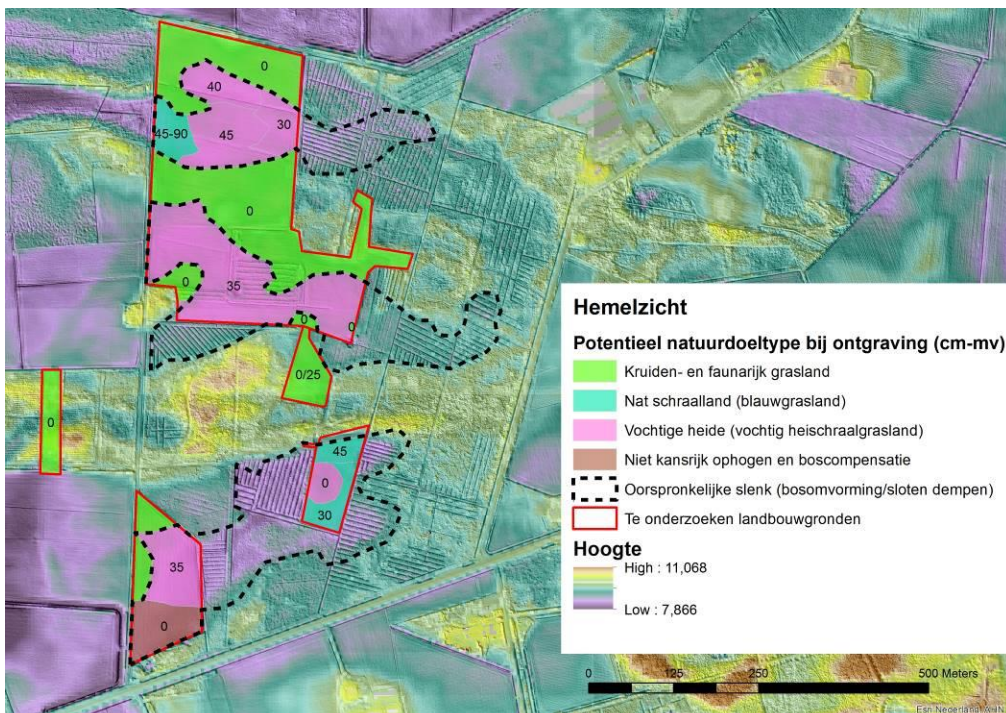 0
40
30
45-90
45
0
0
35
0
0
0/25
0
45
0
30
35
0
Hemelzicht
Potentieel natuurdoeltype bij ontgraving (cm-mv)
Kruiden- en faunarijk grasland
Nat schraalland (blauwgrasland)
Vochtige heide (vochtig heischraalgrasland)
Niet kansrijk ophogen en boscompensatie
Oorspronkelijke slenk (bosomvorming/sloten dempen)
Te onderzoeken landbouwgronden
Hoogte
High : 11,068
Low : 7,866
0 125 250 500 Meters
Esri Nederland, AHN